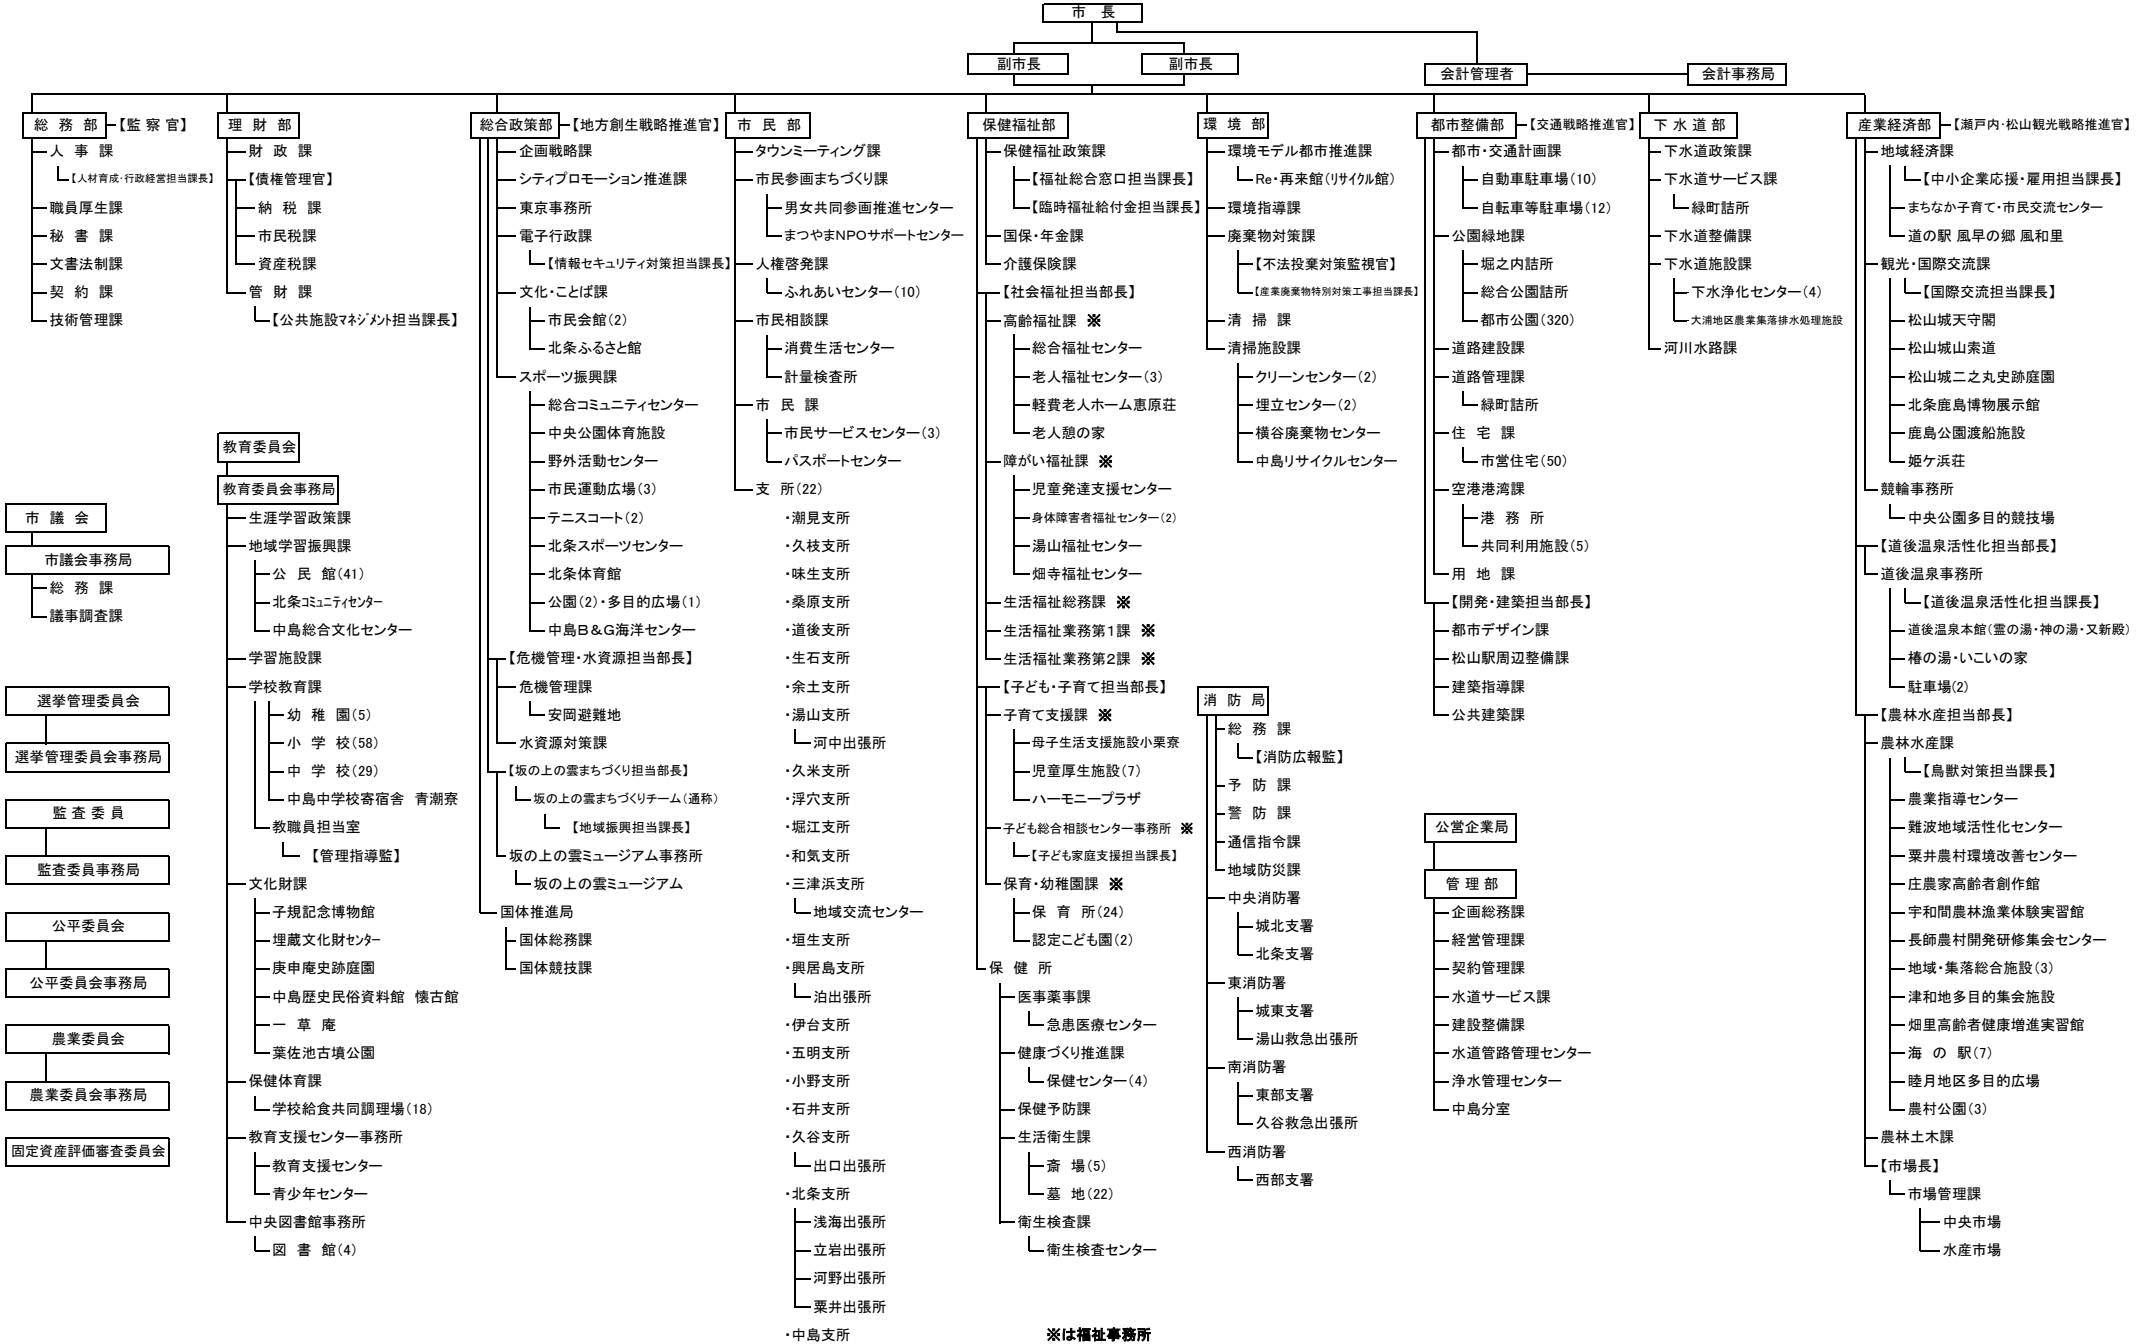 市 長
副市長
副市長
会計管理者
会計事務局
総 務 部
【監 察 官】
人 事 課
【人材育成・行政経営担当課長】
職員厚生課
秘 書 課
文書法制課
契 約 課
技術管理課
理 財 部
財 政 課
【債権管理官】
納 税 課
市民税課
資産税課
管 財 課
【公共施設マネジメント担当課長】
総合政策部
【地方創生戦略推進官】
企画戦略課
シティプロモーション推進課
東京事務所
電子行政課
【情報セキュリティ対策担当課長】
文化・ことば課
市民会館(2)
北条ふるさと館
スポーツ振興課
総合コミュニティセンター
中央公園体育施設
野外活動センター
市民運動広場(3)
テニスコート(2)
北条スポーツセンター
北条体育館
公園(2)・多目的広場(1)
中島B&G海洋センター
【危機管理・水資源担当部長】
危機管理課
安岡避難地
水資源対策課
【坂の上の雲まちづくり担当部長】
坂の上の雲まちづくりチーム(通称)
【地域振興担当課長】
坂の上の雲ミュージアム事務所
坂の上の雲ミュージアム
国体推進局
国体総務課
国体競技課
市 民 部
タウンミーティング課
市民参画まちづくり課
男女共同参画推進センター
まつやまNPOサポートセンター
人権啓発課
ふれあいセンター(10)
市民相談課
消費生活センター
計量検査所
市 民 課
市民サービスセンター(3)
パスポートセンター
支 所(22)
・潮見支所
・久枝支所
・味生支所
・桑原支所
・道後支所
・生石支所
・余土支所
・湯山支所
河中出張所
・久米支所
・浮穴支所
・堀江支所
・和気支所
・三津浜支所
地域交流センター
・垣生支所
・興居島支所
泊出張所
・伊台支所
・五明支所
・小野支所
・石井支所
・久谷支所
出口出張所
・北条支所
浅海出張所
立岩出張所
河野出張所
粟井出張所
・中島支所
保健福祉部
保健福祉政策課
【福祉総合窓口担当課長】
【臨時福祉給付金担当課長】
国保・年金課
介護保険課
【社会福祉担当部長】
高齢福祉課 ※
総合福祉センター
老人福祉センター(3)
軽費老人ホーム恵原荘
老人憩の家
障がい福祉課 ※
児童発達支援センター
身体障害者福祉センター(2)
湯山福祉センター
畑寺福祉センター
生活福祉総務課 ※
生活福祉業務第1課 ※
生活福祉業務第2課 ※
【子ども・子育て担当部長】
子育て支援課 ※
母子生活支援施設小栗寮
児童厚生施設(7)
ハーモニープラザ
子ども総合相談センター事務所 ※
【子ども家庭支援担当課長】
保育・幼稚園課 ※
保 育 所(24)
認定こども園(2)
保 健 所
医事薬事課
急患医療センター
健康づくり推進課
保健センター(4)
保健予防課
生活衛生課
斎 場(5)
墓 地(22)
衛生検査課
衛生検査センター
※は福祉事務所
環 境 部
環境モデル都市推進課
Re・再来館(リサイクル館)
環境指導課
廃棄物対策課
【不法投棄対策監視官】
【産業廃棄物特別対策工事担当課長】
清 掃 課
清掃施設課
クリーンセンター(2)
埋立センター(2)
横谷廃棄物センター
中島リサイクルセンター
消 防 局
総 務 課
【消防広報監】
予 防 課
警 防 課
通信指令課
地域防災課
中央消防署
城北支署
北条支署
東消防署
城東支署
湯山救急出張所
南消防署
東部支署
久谷救急出張所
西消防署
西部支署
都市整備部
【交通戦略推進官】
都市・交通計画課
自動車駐車場(10)
自転車等駐車場(12)
公園緑地課
堀之内詰所
総合公園詰所
都市公園(320)
道路建設課
道路管理課
緑町詰所
住 宅 課
市営住宅(50)
空港港湾課
港 務 所
共同利用施設(5)
用 地 課
【開発・建築担当部長】
都市デザイン課
松山駅周辺整備課
建築指導課
公共建築課
公営企業局
管 理 部
企画総務課
経営管理課
契約管理課
水道サービス課
建設整備課
水道管路管理センター
浄水管理センター
中島分室
下 水 道 部
下水道政策課
下水道サービス課
緑町詰所
下水道整備課
下水道施設課
下水浄化センター(4)
大浦地区農業集落排水処理施設
河川水路課
産業経済部
【瀬戸内・松山観光戦略推進官】
地域経済課
【中小企業応援・雇用担当課長】
まちなか子育て・市民交流センター
道の駅 風早の郷 風和里
観光・国際交流課
【国際交流担当課長】
松山城天守閣
松山城山索道
松山城二之丸史跡庭園
北条鹿島博物展示館
鹿島公園渡船施設
姫ケ浜荘
競輪事務所
中央公園多目的競技場
【道後温泉活性化担当部長】
道後温泉事務所
【道後温泉活性化担当課長】
道後温泉本館(霊の湯・神の湯・又新殿)
椿の湯・いこいの家
駐車場(2)
【農林水産担当部長】
農林水産課
【鳥獣対策担当課長】
農業指導センター
難波地域活性化センター
粟井農村環境改善センター
庄農家高齢者創作館
宇和間農林漁業体験実習館
長師農村開発研修集会センター
地域・集落総合施設(3)
津和地多目的集会施設
畑里高齢者健康増進実習館
海 の 駅(7)
睦月地区多目的広場
農村公園(3)
農林土木課
【市場長】
市場管理課
中央市場
水産市場
教育委員会
教育委員会事務局
生涯学習政策課
地域学習振興課
公 民 館(41)
北条コミュニティセンター
中島総合文化センター
学習施設課
学校教育課
幼 稚 園(5)
小 学 校(58)
中 学 校(29)
中島中学校寄宿舎 青潮寮
教職員担当室
【管理指導監】
文化財課
子規記念博物館
埋蔵文化財センター
庚申庵史跡庭園
中島歴史民俗資料館 懐古館
一 草 庵
葉佐池古墳公園
保健体育課
学校給食共同調理場(18)
教育支援センター事務所
教育支援センター
青少年センター
中央図書館事務所
図 書 館(4)
市 議 会
市議会事務局
総 務 課
議事調査課
選挙管理委員会
選挙管理委員会事務局
監 査 委 員
監査委員事務局
公平委員会
公平委員会事務局
農業委員会
農業委員会事務局
固定資産評価審査委員会